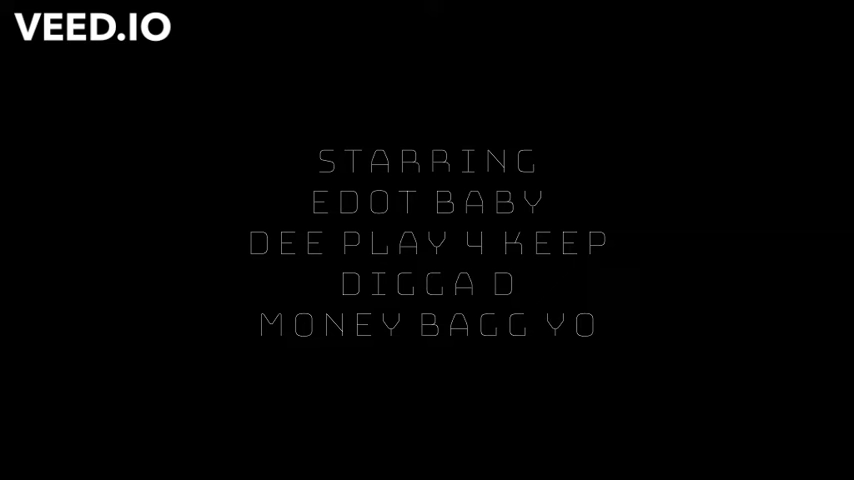 VEED.IO
STARRING
EDOT BABY
DEE PLAY 4 KEEP
DIGGA D
MONEY BAGG YO